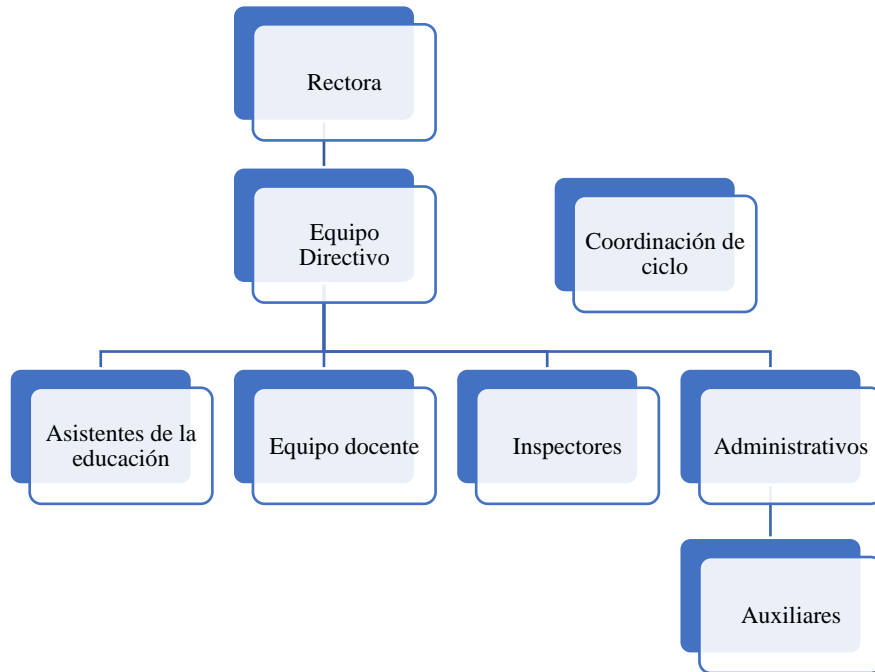 Rectora
Equipo
Directivo
Coordinación de
ciclo
Asistentes de la
educación
Equipo docente
Inspectores
Administrativos
Auxiliares